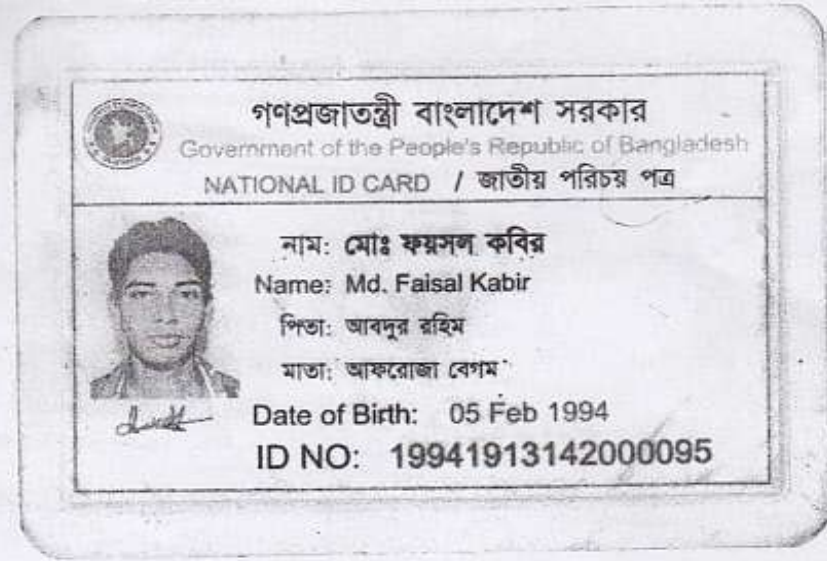 গণপ্রজাতন্ত্রী বাংলাদেশ সরকার
Government of the People's Republic of Bangladesh
NATIONAL ID CARD / জাতীয় পরিচয় পত্র
নাম: মোঃ ফয়সল কবির
Name: Md. Faisal Kabir
পিতা: আবদুর রহিম
মাতা: আফরোজা বেগম
Date of Birth: 05 Feb 1994
ID NO: 19941913142000095